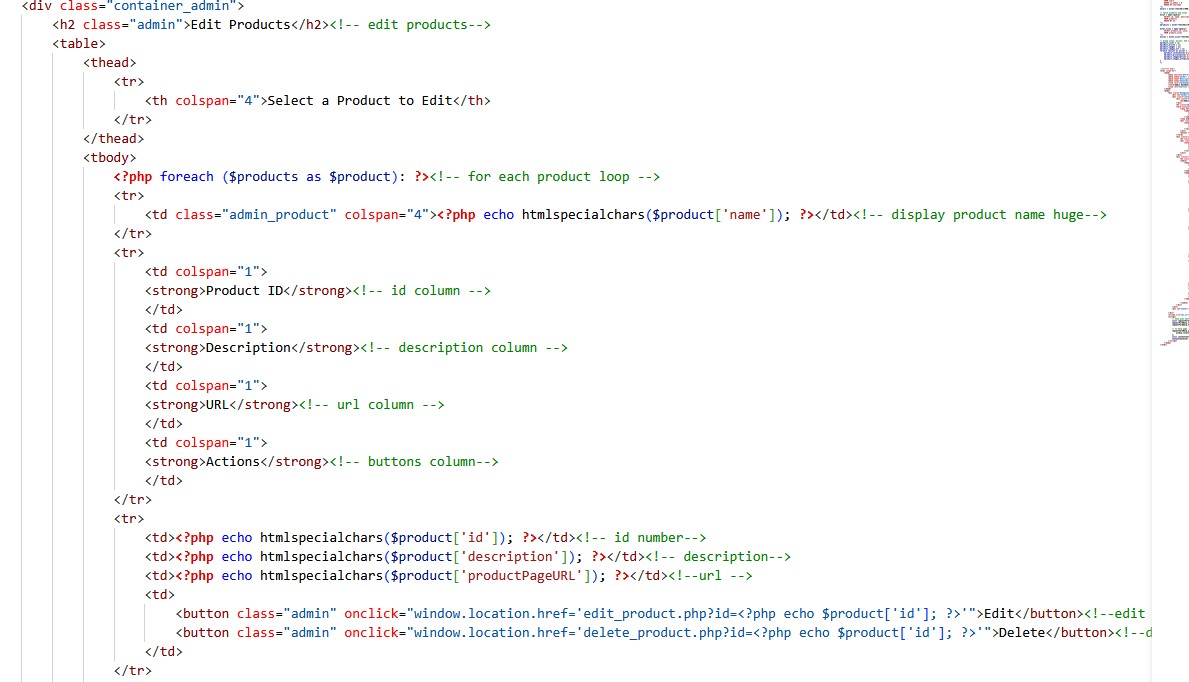 <div class="container_admin">
<h2 class="admin">Edit Products</h2><!-- edit products-->
<table>
<thead>
<tr>
<th colspan="4">Select a Product to Edit</th>
</tr>
</thead>
<tbody>
<?php foreach ($products as $product): ?><!-- for each product loop -->
<tr>
<td class="admin_product" colspan="4"><?php echo htmlspecialchars($product['name']); ?></td><!-- display product name huge-->
</tr>
<tr>
<td colspan="1">
<strong>Product ID</strong><!-- id column -->
</td>
<td colspan="1">
<strong>Description</strong><!-- description column -->
</td>
<td colspan="1">
<strong>URL</strong><!-- url column -->
</td>
<td colspan="1">
<strong>Actions</strong><!-- buttons column-->
</td>
</tr>
<tr>
<td><?php echo htmlspecialchars($product['id']); ?></td><!-- id number-->
<td><?php echo htmlspecialchars($product['description']); ?></td><!-- description-->
<td><?php echo htmlspecialchars($product['productPageURL']); ?></td><!--url -->
<td>
<button class="admin" onclick="window.location.href='edit_product.php?id=<?php echo $product['id']; ?>'">Edit</button><!--edit
<button class="admin" onclick="window.location.href='delete_product.php?id=<?php echo $product['id']; ?>'">Delete</button><!--d
</td>
</tr>